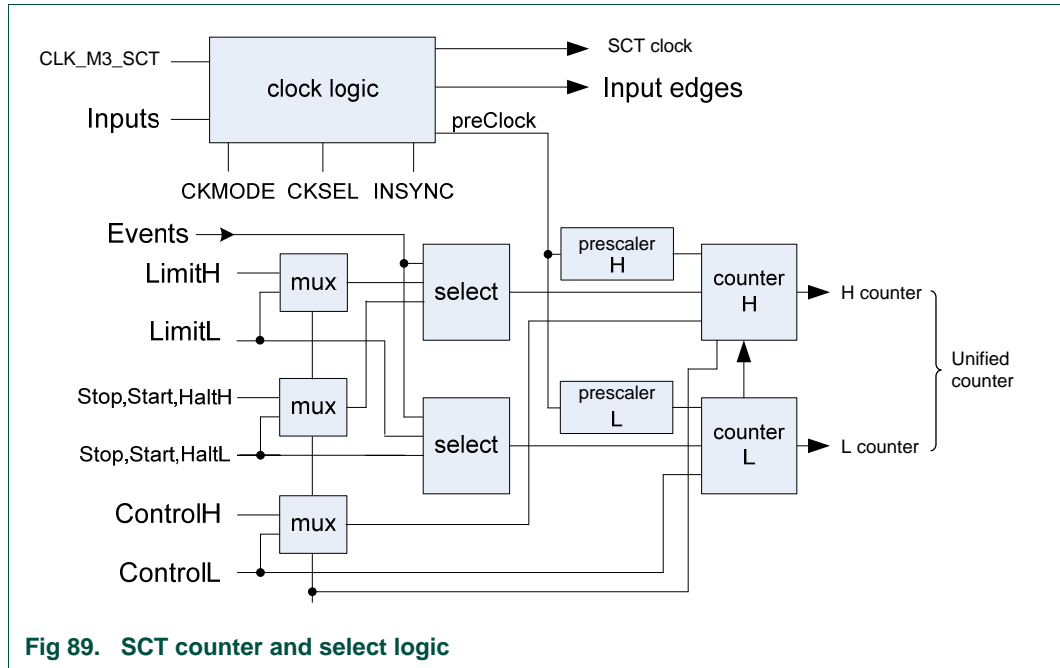 CLK_M3_SCT
Inputs
clock logic
SCT clock
Input edges
preClock
CKMODE CKSEL INSYNC
Events
LimitH
LimitL
mux
select
prescaler
H
counter
H
H counter
Stop,Start,HaltH
Stop,Start,HaltL
mux
select
prescaler
L
counter
L
L counter
Unified
counter
ControlH
ControlL
mux
Fig 89. SCT counter and select logic